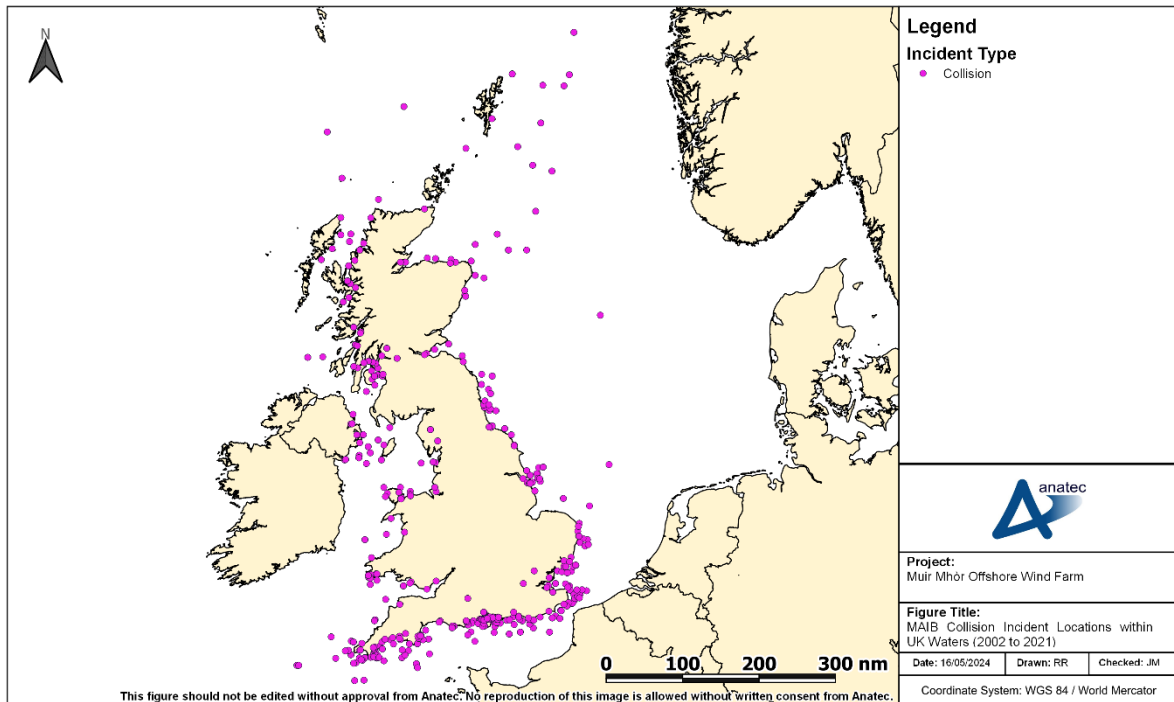 N
0 100 200 300 nm
This figure should not be edited without approval from Anatec. No reproduction of this image is allowed without written consent from Anatec.
Legend
Incident Type
Collision
anatec
Project:
Muir Mhòr Offshore Wind Farm
Figure Title:
MAIB Collision Incident Locations within
UK Waters (2002 to 2021)
Date: 16/05/2024 Drawn: RR Checked: JM
Coordinate System: WGS 84 / World Mercator